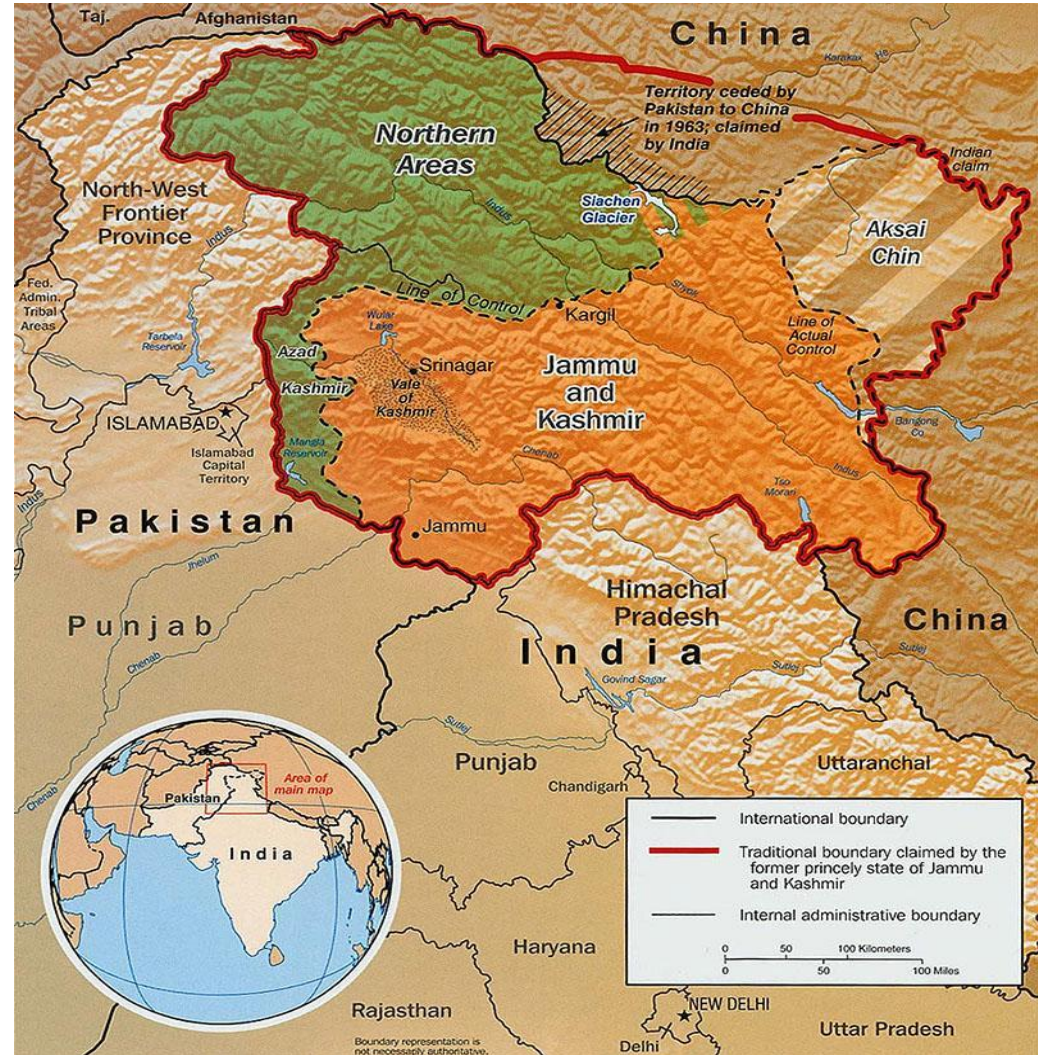 Taj.
Afghanistan
China
Karakax He
Territory ceded by
Pakistan to China
in 1963; claimed
by India
Northern
Areas
Indian
claim
North-West
Frontier
Province
Indus
Indus
Siachen
Glacier
Aksai
Chin
Fed.
Admin.
Tribal
Areas
Line of Control
Shyok
Kargil
Line of
Actual
Control
Tarbela
Reservoir
Wular
Lake
Azad
Kashmir
Srinagar
Vale
of
Kashmir
Jammu
and
Kashmir
ISLAMABAD
Islamabad
Capital
Territory
Mangla
Reservoir
Bangong
Co
Chenab
Indus
Tso
Morari
Indus
Pakistan
Jammu
Jhelum
Himachal
Pradesh
China
Punjab
Chenab
India
Sutlej
Sutlej
Govind Sagar
Sutlej
Punjab
Uttaranchal
Chandigarh
Chenab
Area of
main map
Pakistan
India
International boundary
Traditional boundary claimed by the
former princely state of Jammu
and Kashmir
Internal administrative boundary
0 50 100 Kilometers
0 50 100 Miles
Haryana
NEW DELHI
Rajasthan
Delhi
Uttar Pradesh
Boundary representation is
not necessarily authoritative.